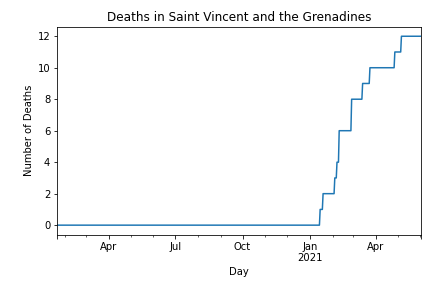 Deaths in Saint Vincent and the Grenadines
Number of Deaths
12
10
8
6
4
2
0
Apr
Jul
Oct
Jan
2021
Apr
Day